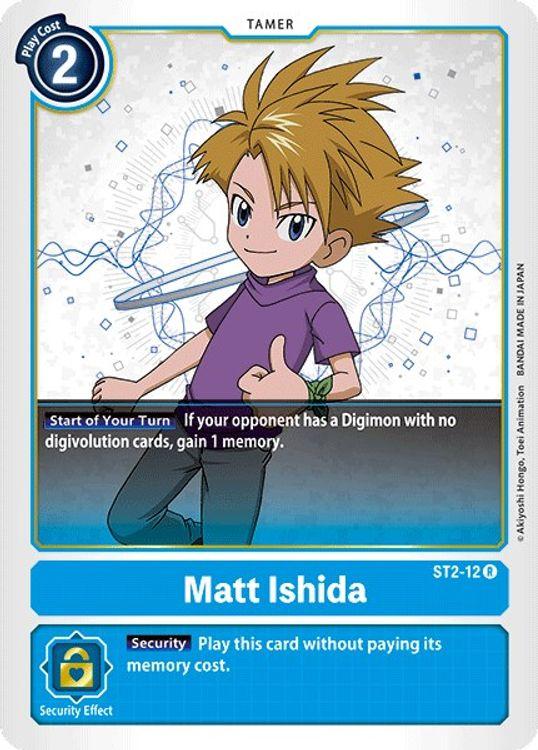 Play Cost
2
TAMER
Start of Your Turn If your opponent has a Digimon with no
digivolution cards, gain 1 memory.
© Akiyoshi Hongo, Toei Animation BANDAI MADE IN JAPAN
ST2-12 R
Matt Ishida
Security Play this card without paying its
memory cost.
Security Effect